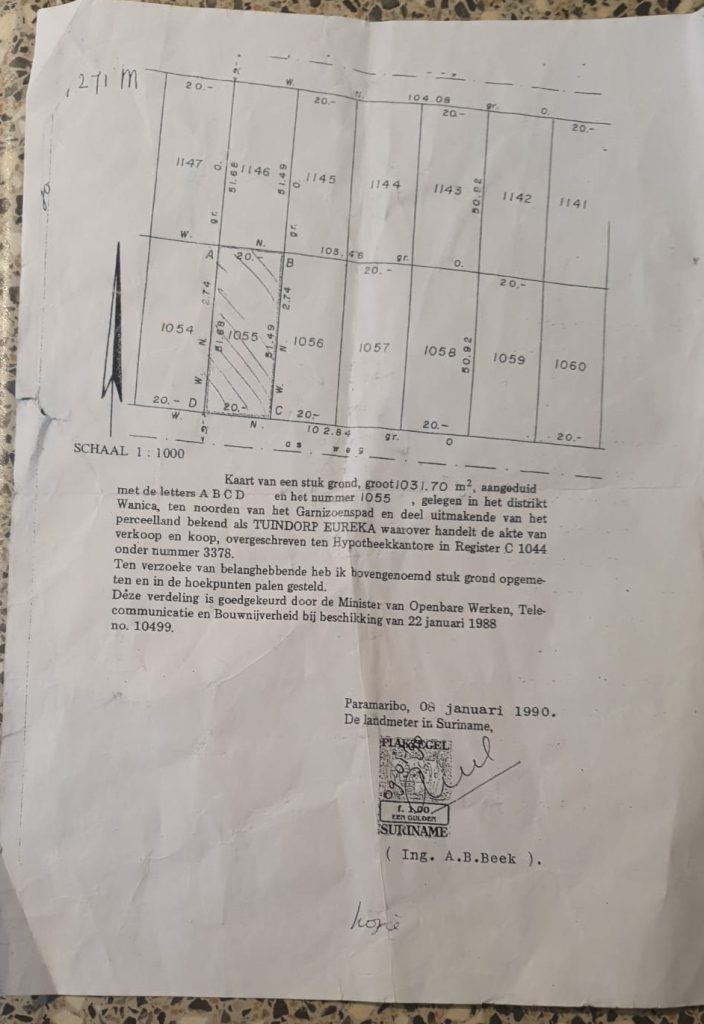 ,271 m
W. N. 104.08 gr. O.
20.- 20.- 20.- 20.-
1147 1146 1145 1144 1143 1142 1141
gr. O. 51.68 51.49 O. 50.92
W. N. 103.46 gr. O.
A 20.- B 20.- 20.-
2.74 2.74
1054 1055 1056 1057 1058 1059 1060
W. N. 51.68 51.49 W. N. 50.92
20.- D 20.- C 20.- 20.- 20.-
W. N. 102.84 gr. O
as weg
SCHAAL 1 : 1000
Kaart van een stuk grond, groot 1031.70 m², aangeduid
met de letters A B C D en het nummer 1055 , gelegen in het distrikt
Wanica, ten noorden van het Garnizoenspad en deel uitmakende van het
perceelland bekend als TUINDORP EUREKA waarover handelt de akte van
verkoop en koop, overgeschreven ten Hypotheekkantore in Register C 1044
onder nummer 3378.
Ten verzoeke van belanghebbende heb ik bovengenoemd stuk grond opgeme-
ten en in de hoekpunten palen gesteld.
Déze verdeling is goedgekeurd door de Minister van Openbare Werken, Tele-
communicatie en Bouwnijverheid bij beschikking van 22 januari 1988
no. 10499.
Paramaribo, 08 januari 1990.
De landmeter in Suriname,
PLAKZEGEL
f. 1,00
EEN GULDEN
SURINAME
( Ing. A.B.Beek ).
kopie